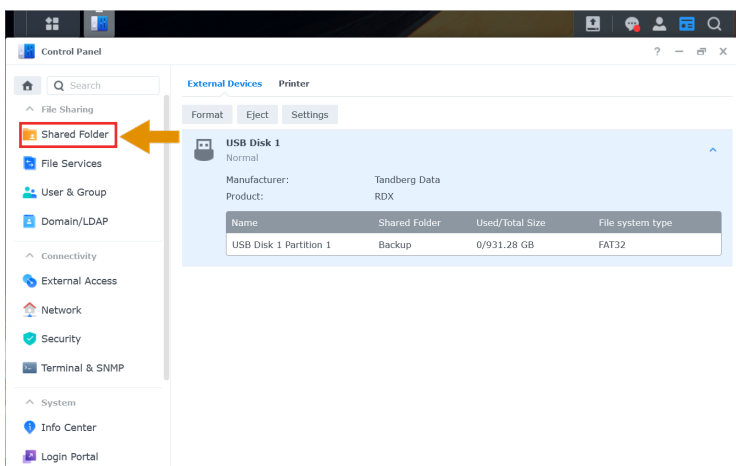 Control Panel
?
Search
File Sharing
Shared Folder
File Services
User & Group
Domain/LDAP
Connectivity
External Access
Network
Security
Terminal & SNMP
System
Info Center
Login Portal
External Devices Printer
Format Eject Settings
USB Disk 1
Normal
Manufacturer: Tandberg Data
Product: RDX
Name Shared Folder Used/Total Size File system type
USB Disk 1 Partition 1 Backup 0/931.28 GB FAT32